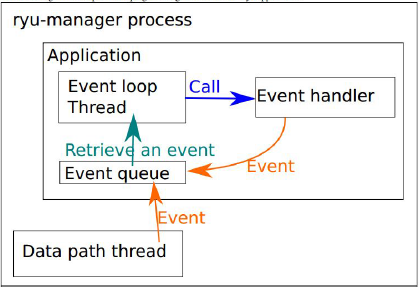 ryu-manager process
Application
Event loop
Thread
Call
Event handler
Retrieve an event
Event queue
Event
Event
Data path thread